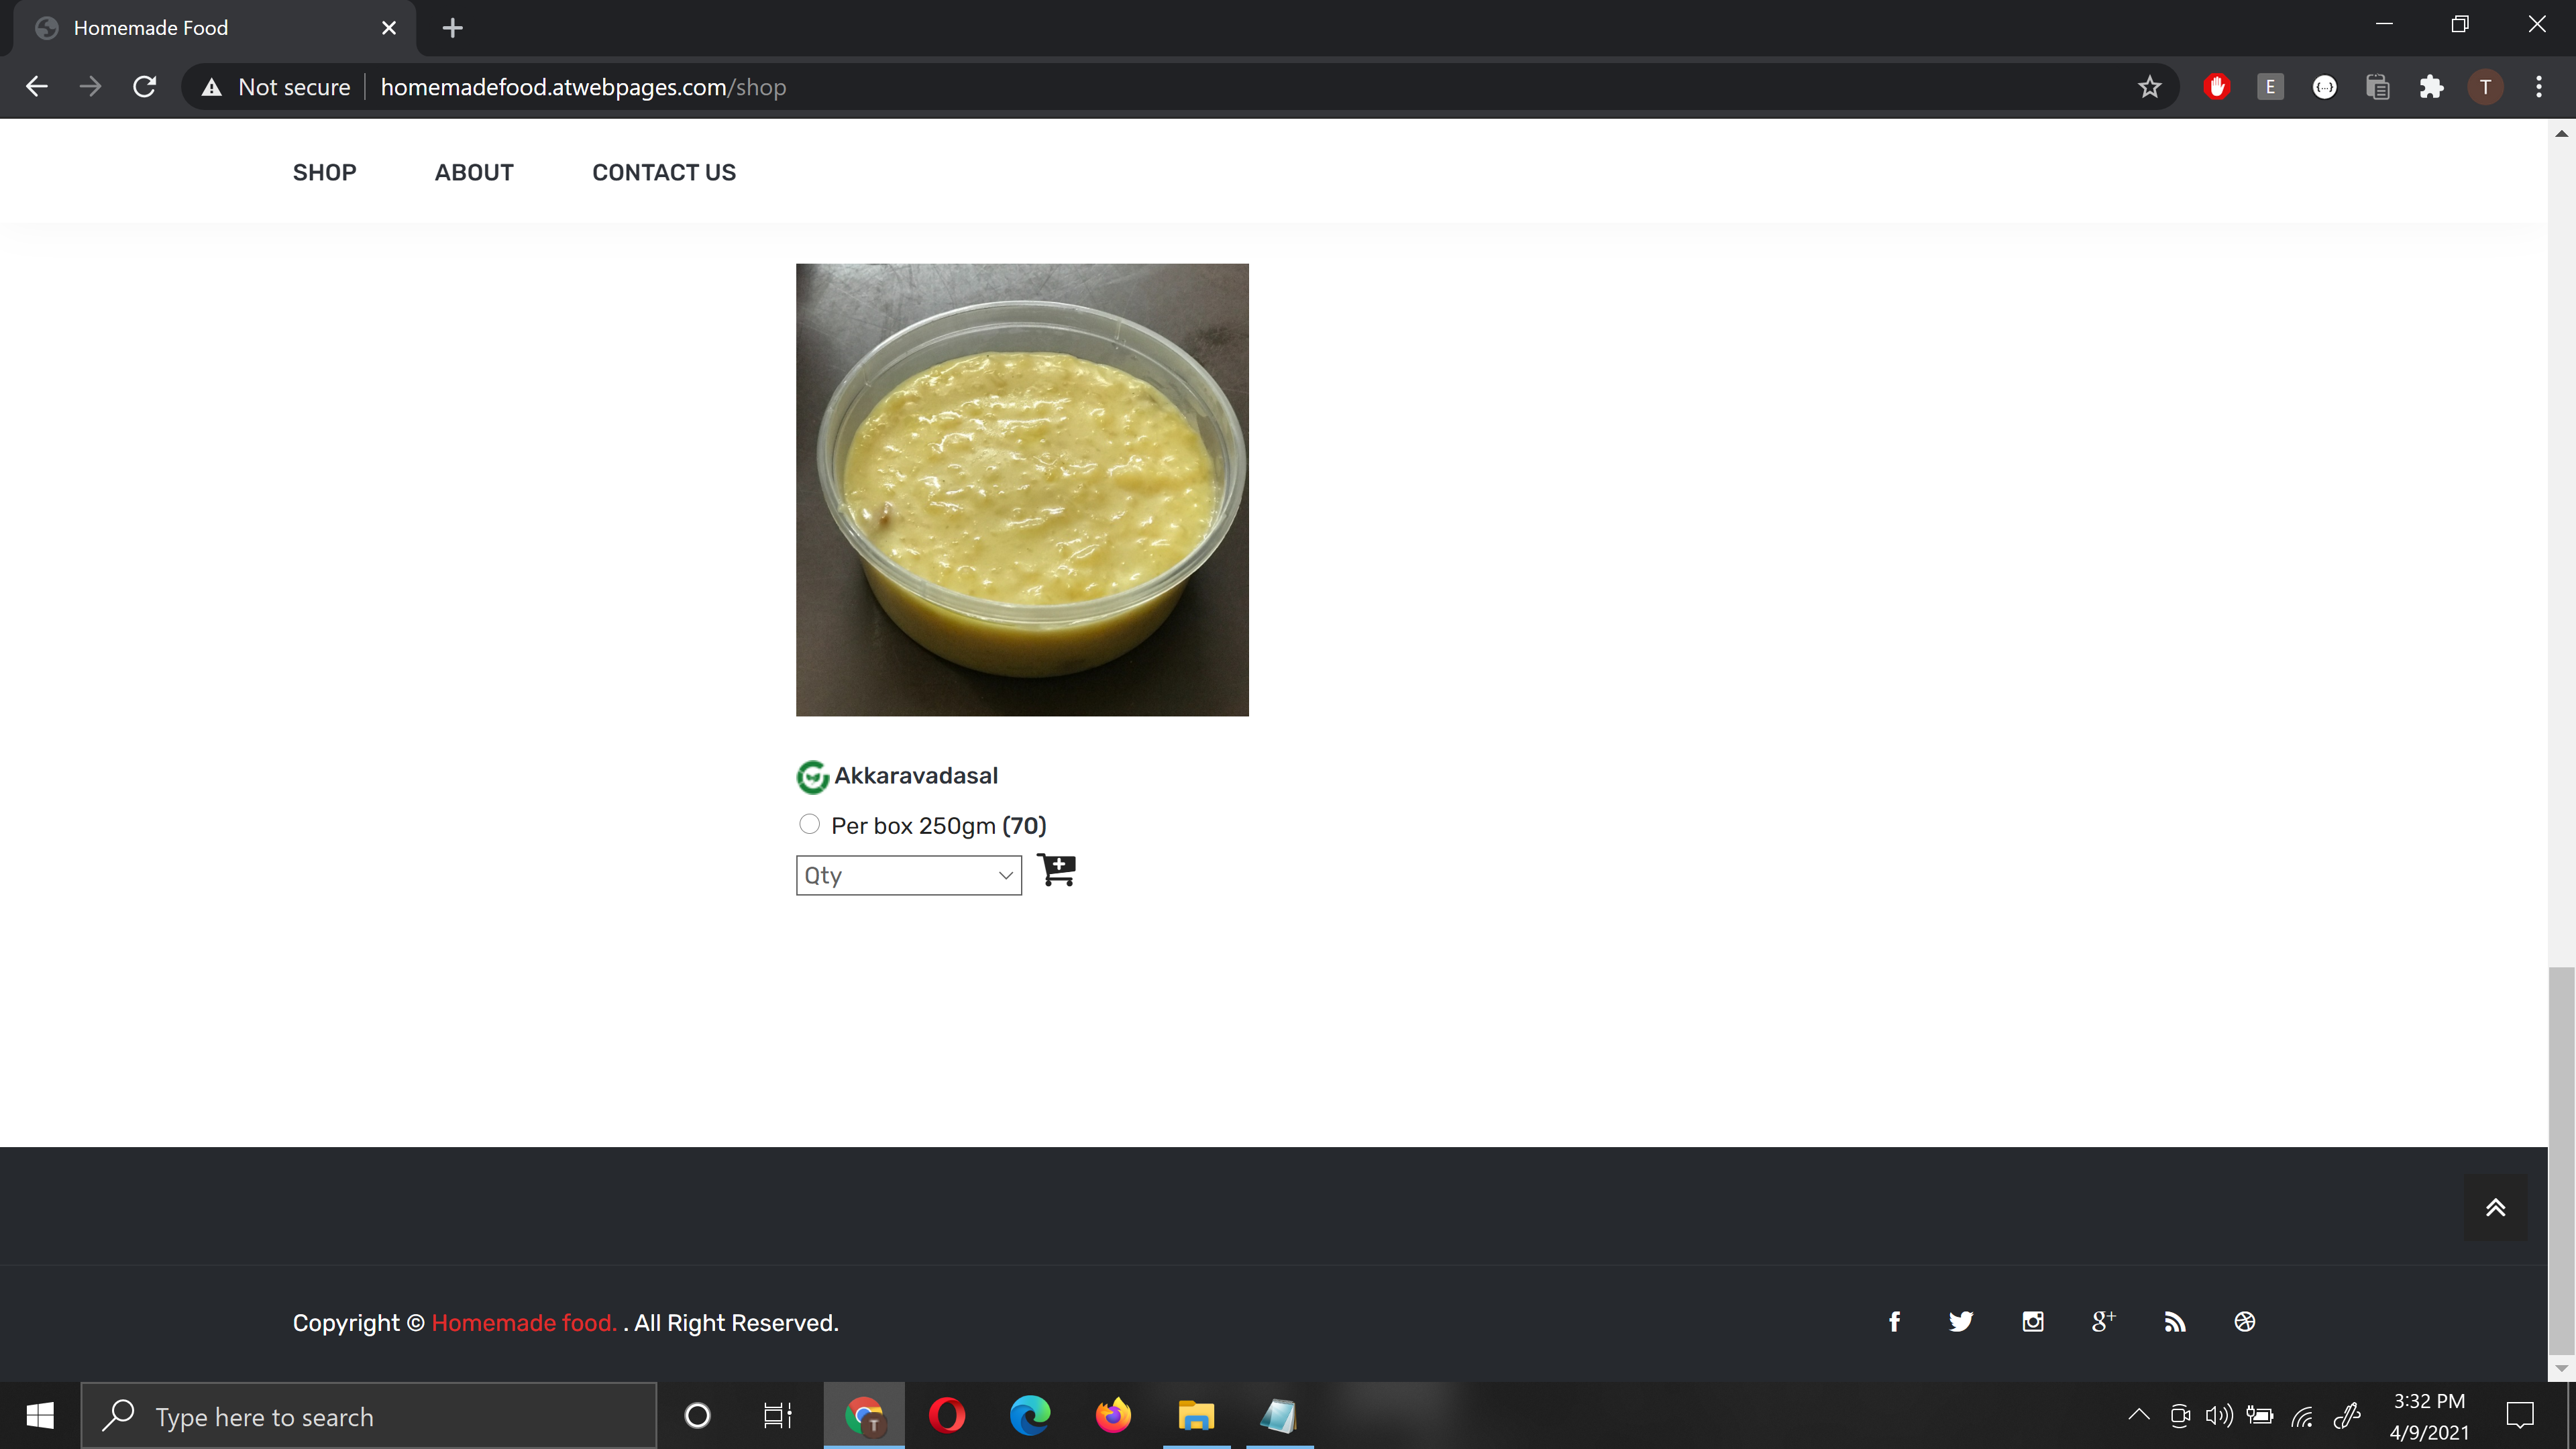 Homemade Food
Not secure
homemadefood.atwebpages.com/shop
E
{...}
T
SHOP ABOUT CONTACT US
Akkaravadasal
Per box 250gm (70)
Qty
Copyright © Homemade food. . All Right Reserved.
f g+
Type here to search
T
3:32 PM
4/9/2021